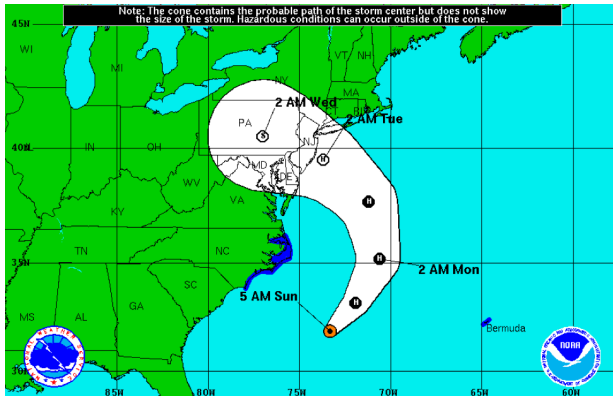 Note: The cone contains the probable path of the storm center but does not show
the size of the storm. Hazardous conditions can occur outside of the cone.
45N
WI
MI
NY
VT
NH
MA
2 AM Wed
2 AM Tue
PA
S
NJ
H
40N
IN
OH
MD
DE
WV
VA
H
KY
TN
NC
35N
H
2 AM Mon
SC
5 AM Sun
H
MS
AL
GA
Bermuda
30N
NOAA
85W
80W
75W
70W
65W
60W